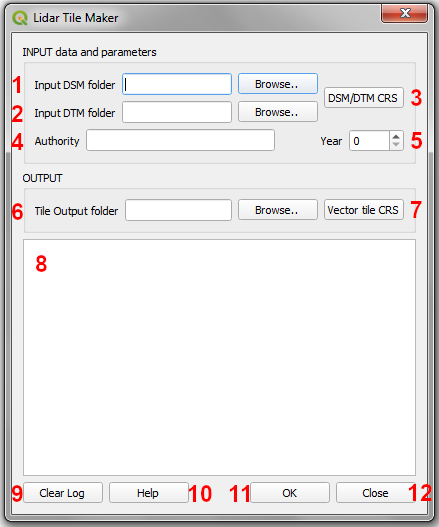 Lidar Tile Maker
INPUT data and parameters
1 Input DSM folder Browse.. DSM/DTM CRS 3
2 Input DTM folder Browse..
4 Authority Year 0 5
OUTPUT
6 Tile Output folder Browse.. Vector tile CRS 7
8
9 Clear Log Help 10 11 OK Close 12